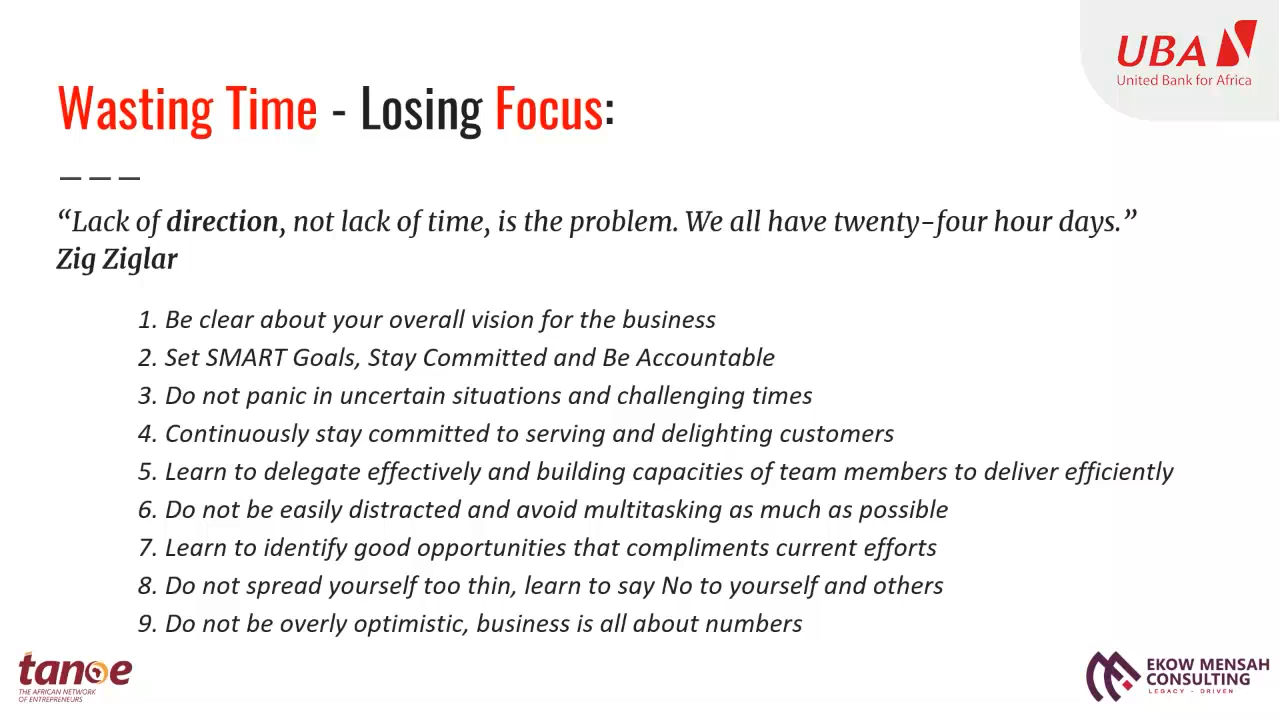 UBA
United Bank for Africa
Wasting Time - Losing Focus:
“Lack of direction, not lack of time, is the problem. We all have twenty-four hour days.”
Zig Ziglar
1. Be clear about your overall vision for the business
2. Set SMART Goals, Stay Committed and Be Accountable
3. Do not panic in uncertain situations and challenging times
4. Continuously stay committed to serving and delighting customers
5. Learn to delegate effectively and building capacities of team members to deliver efficiently
6. Do not be easily distracted and avoid multitasking as much as possible
7. Learn to identify good opportunities that compliments current efforts
8. Do not spread yourself too thin, learn to say No to yourself and others
9. Do not be overly optimistic, business is all about numbers
tanoe
THE AFRICAN NETWORK
OF ENTREPRENEURS
EKOW MENSAH
CONSULTING
LEGACY - DRIVEN